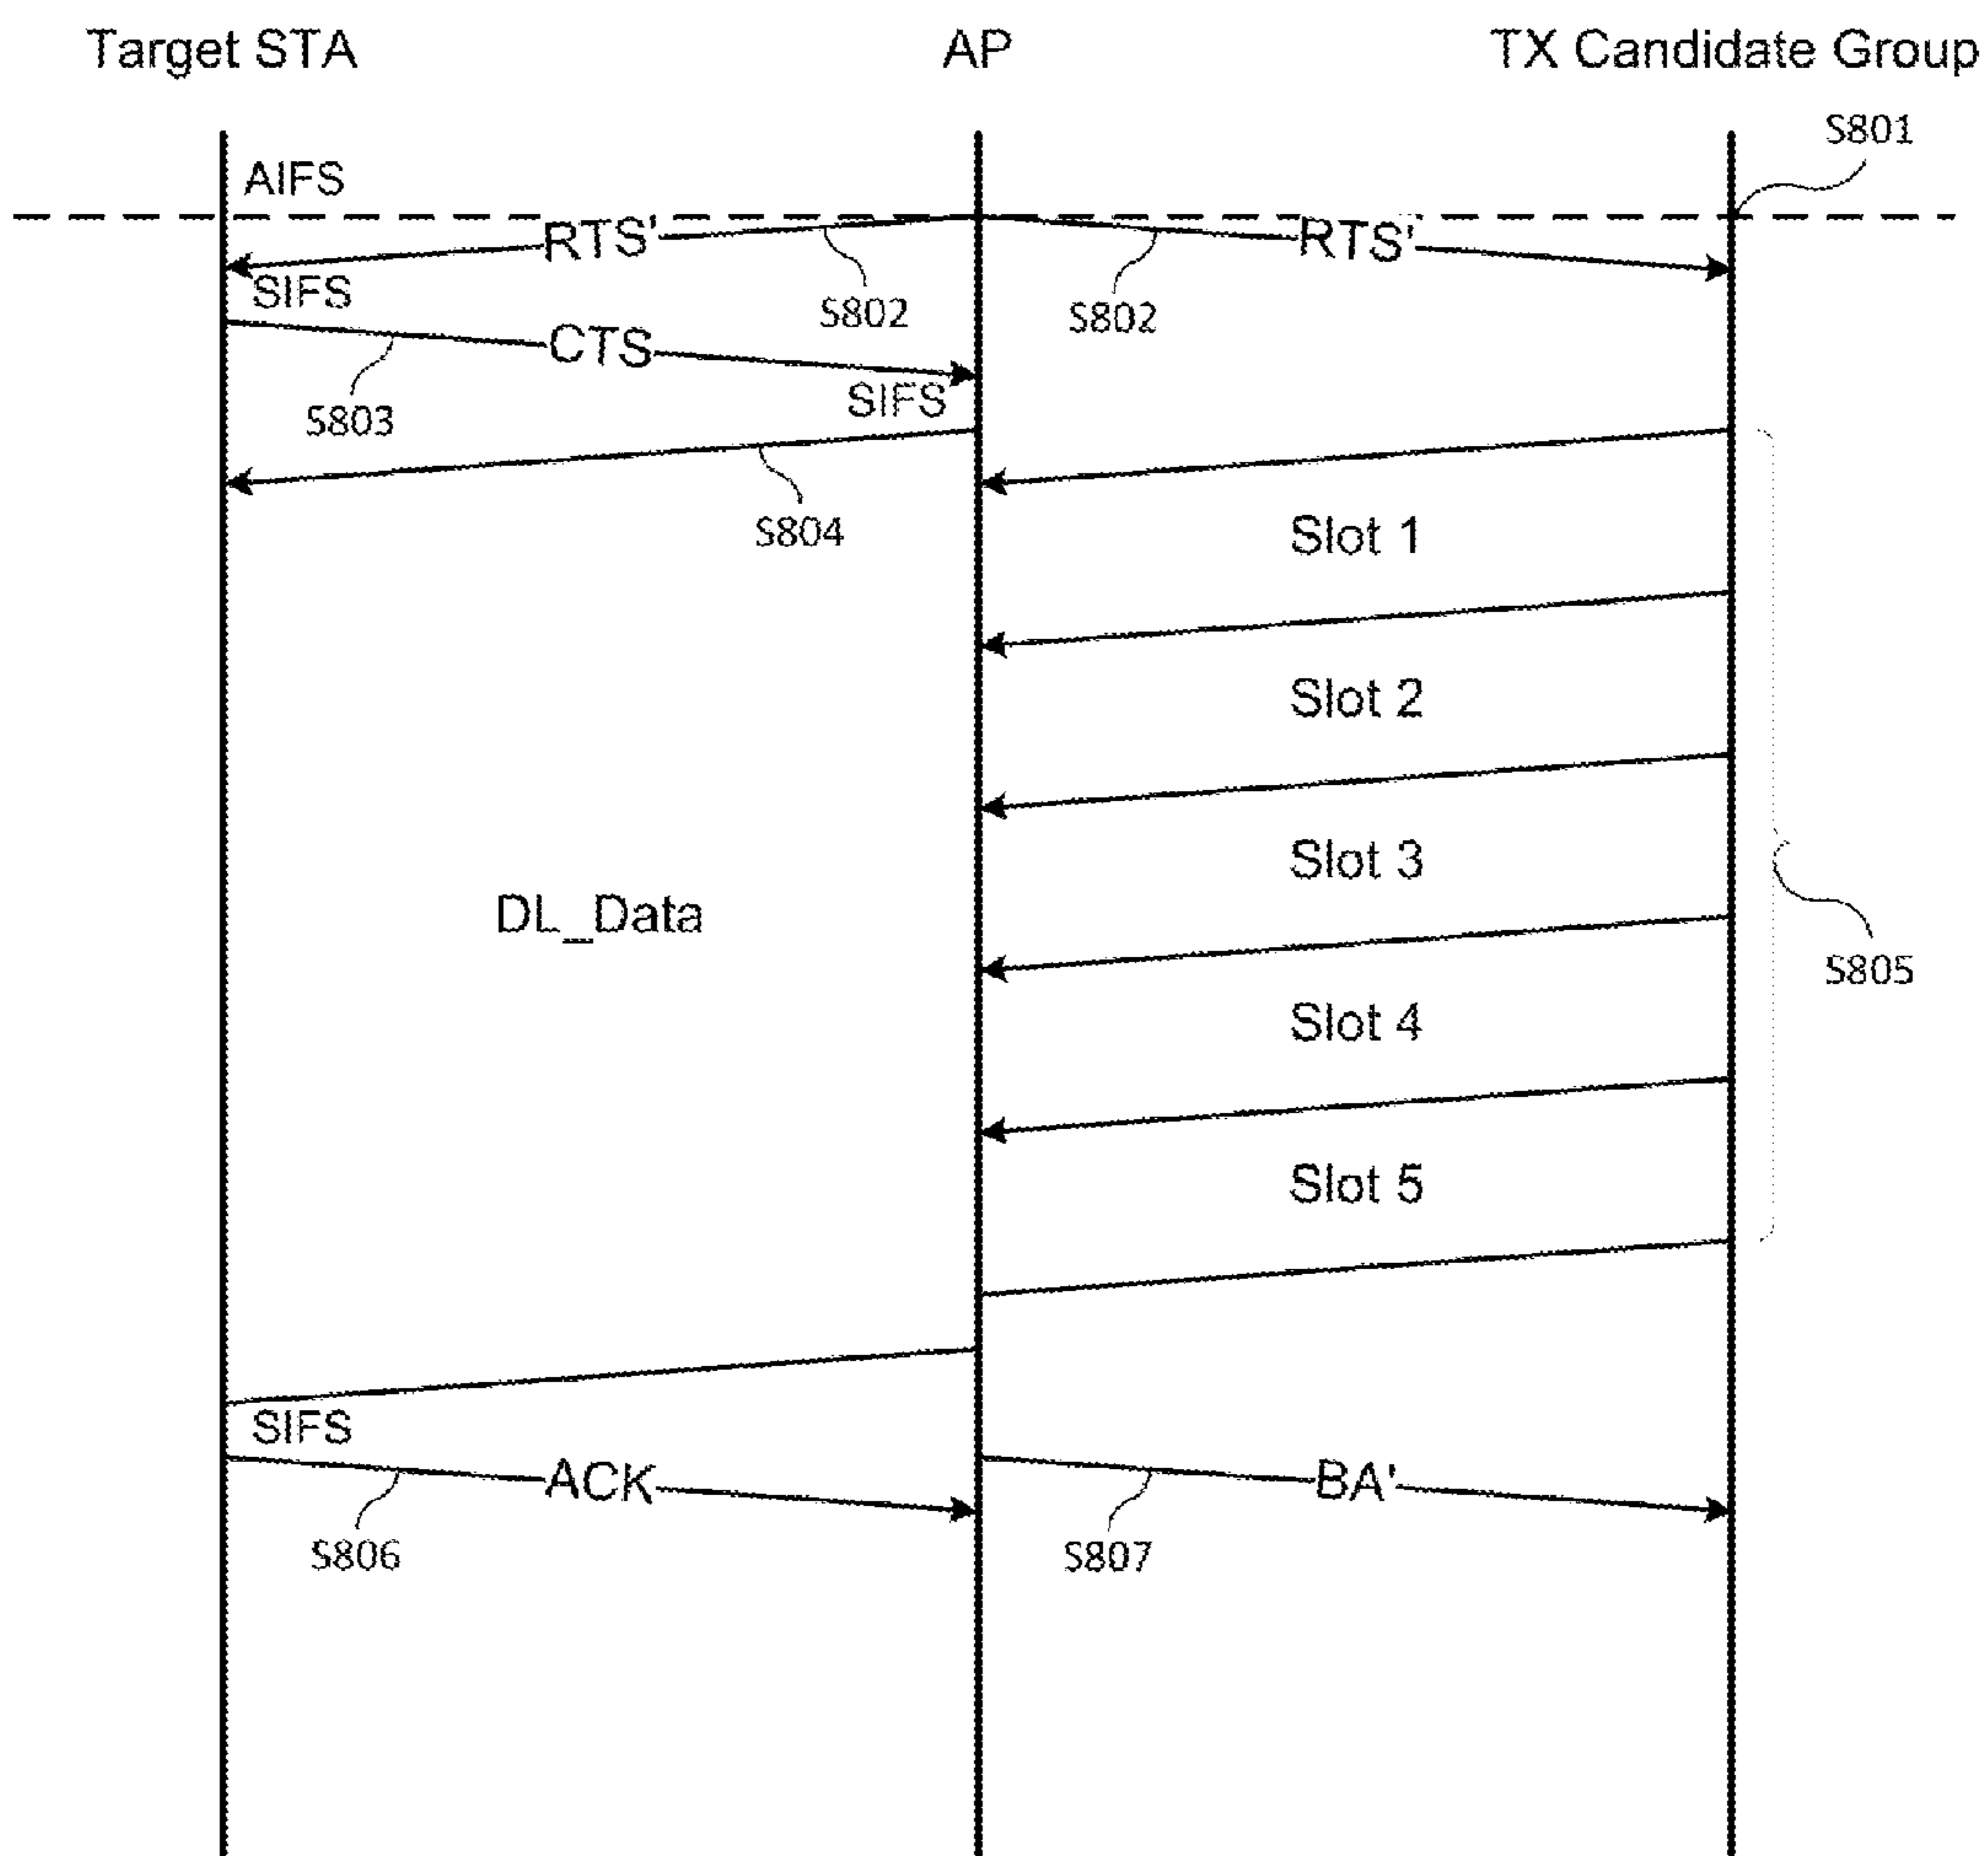 Target STA
AP
TX Candidate Group
S801
AIFS
RTS'
RTS'
SIFS
S802
S802
CTS
SIFS
S803
S804
Slot 1
Slot 2
Slot 3
DL_Data
S805
Slot 4
Slot 5
SIFS
ACK
BA'
S806
S807